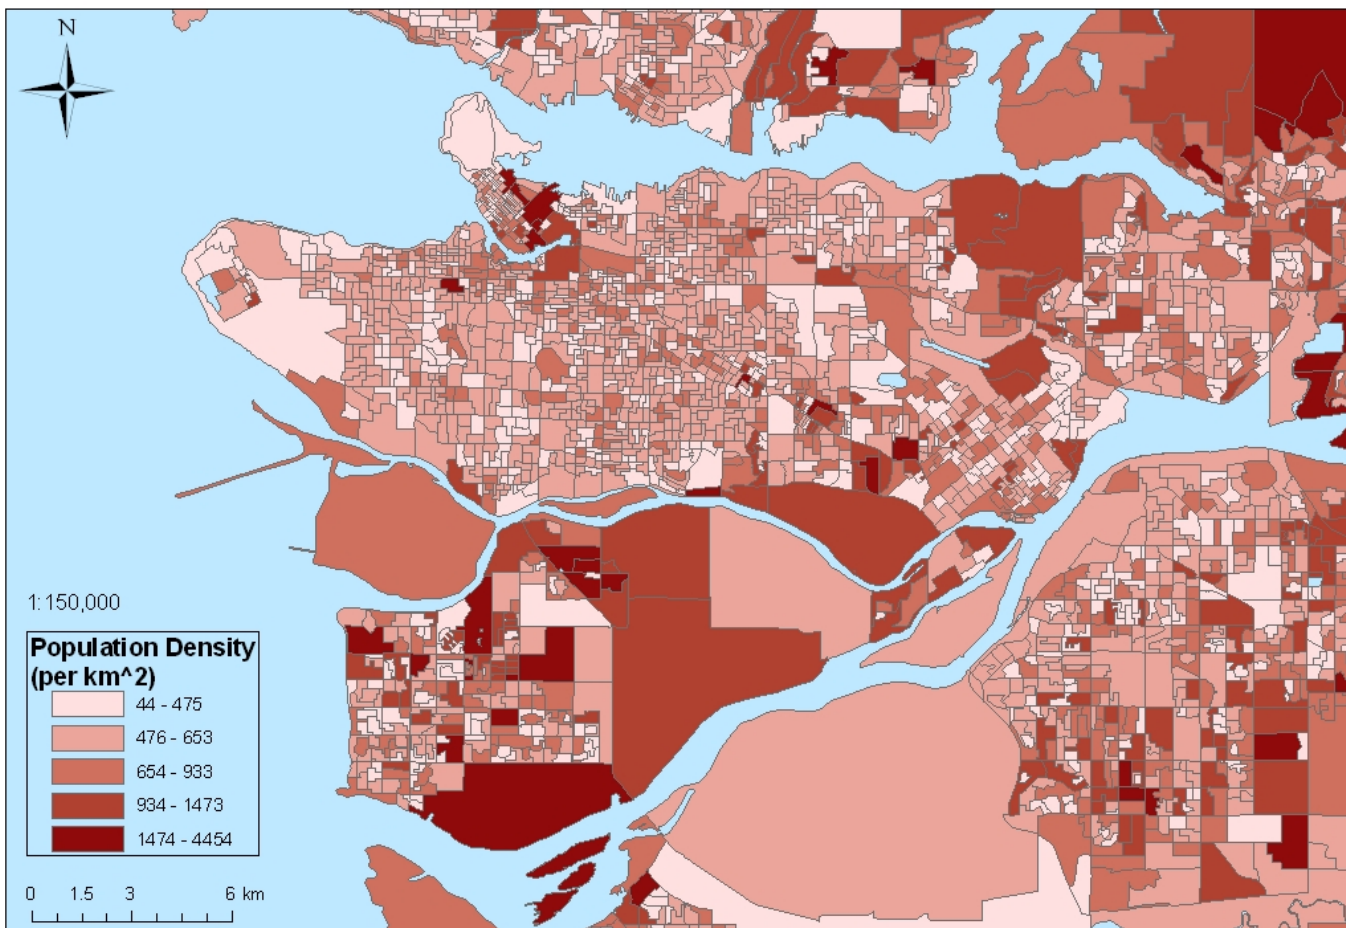 N
1:150,000
Population Density
(per km^2)
44 - 475
476 - 653
654 - 933
934 - 1473
1474 - 4454
0 1.5 3 6 km